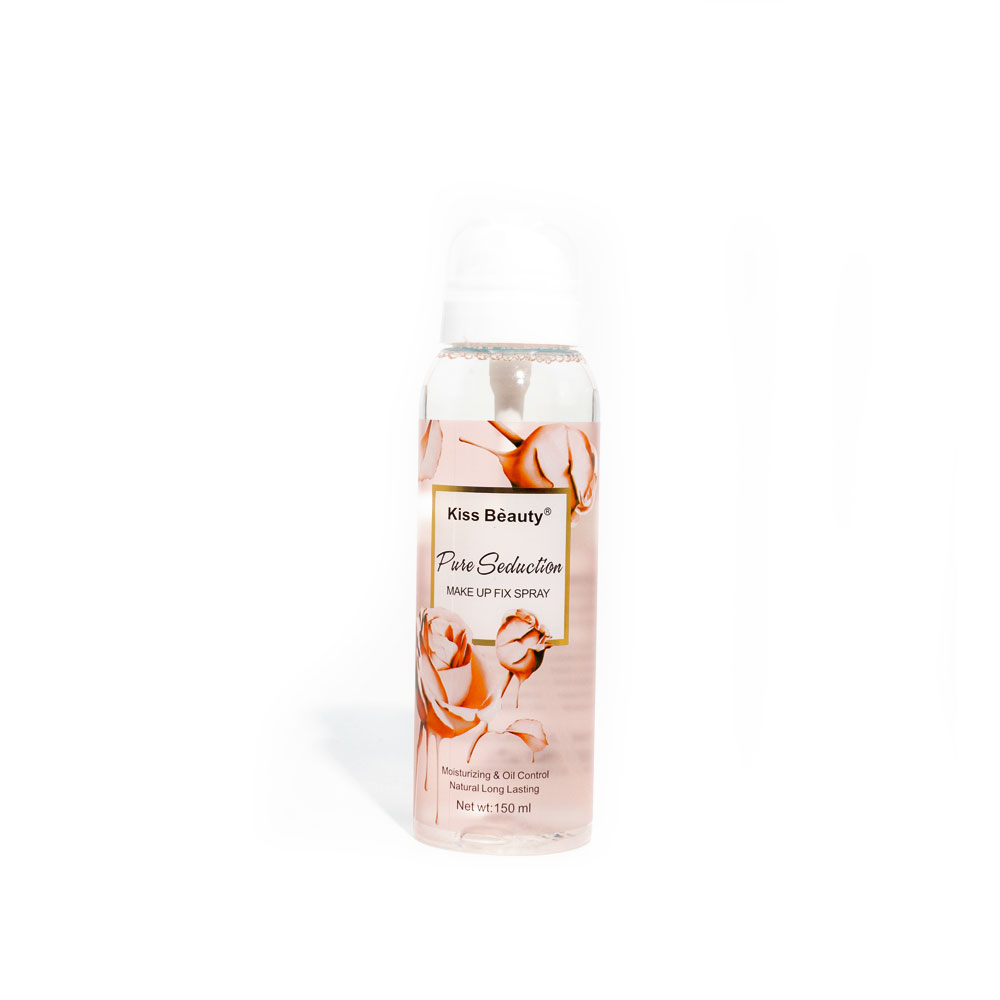 Kiss Bèauty®
Pure Seduction
MAKE UP FIX SPRAY
Moisturizing & Oil Control
Natural Long Lasting
Net wt:150 ml